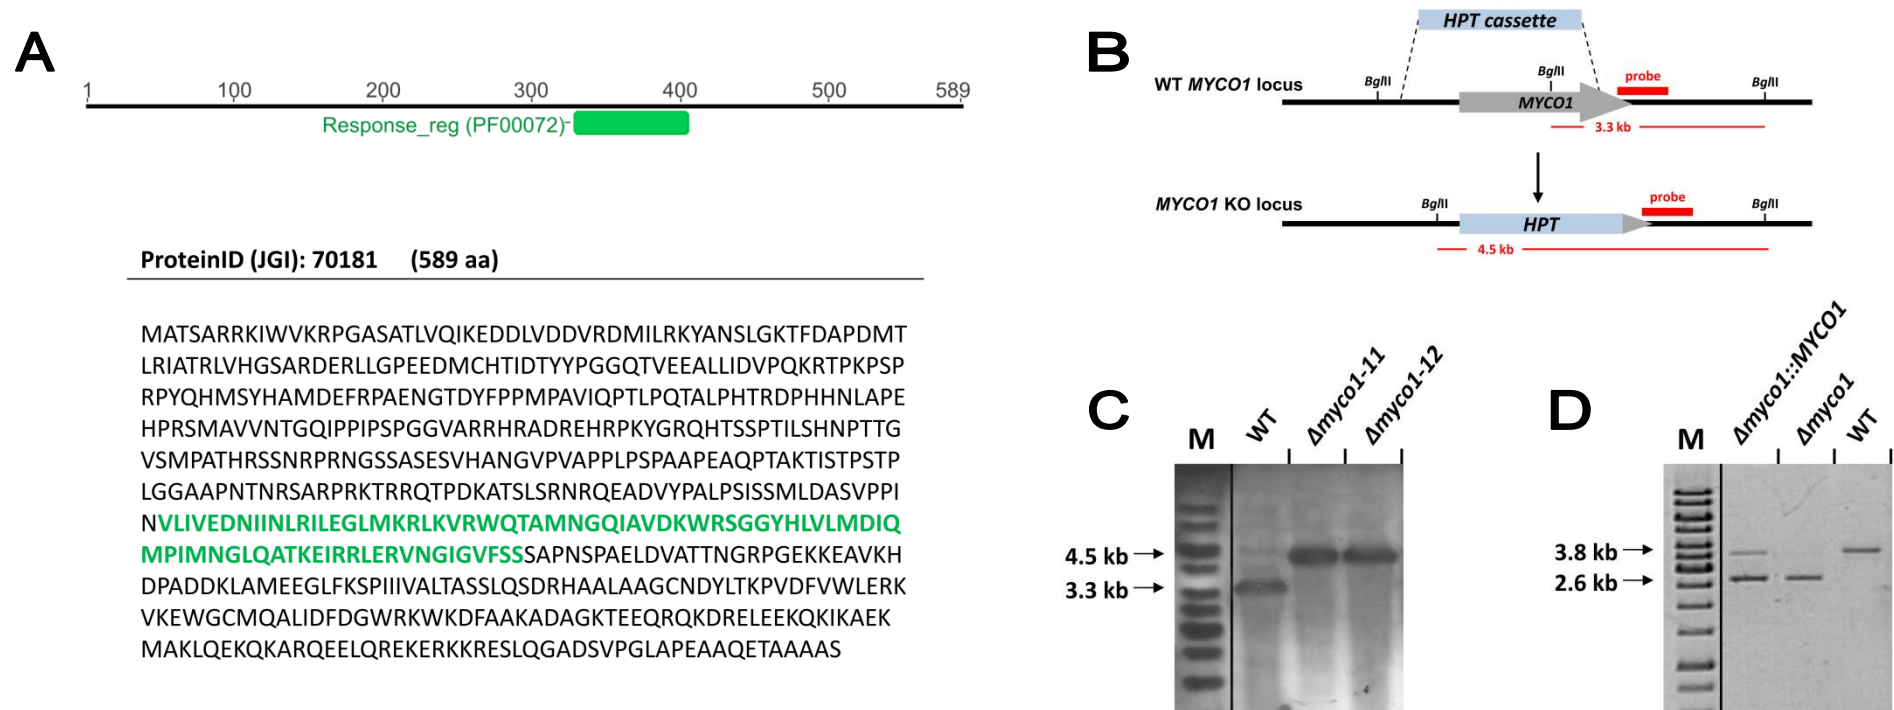 A
1 100 200 300 400 500 589
Response_reg (PF00072)-
ProteinID (JGI): 70181 (589 aa)
MATSARRKIWVKRPGASATLVQIKEDDLVDDVRDMILRKYANSLGKTFDAPDMT
LRIATRLVHGSARDERLLGPEEDMCHTIDTYYPGGQTVEEALLIDVPQKRTPKPSP
RPYQHMSYHAMDEFRPAENGTDYFPPMPAVIQPTLPQTALPHTRDPHHNLAPE
HPRSMAVVNTGQIPPIPSPGGVARRHRADREHRPKYGRQHTSSPTILSHNPTTG
VSMPATHRSSNRPRNGSSASESVHANGVPVAPPLPSPAAPEAQPTAKTISTPSTP
LGGAAPNTNRSARPRKTRRQTPDKATSLSRNRQEADVYPALPSISSMLDASVPPI
NVLIVEDNIINLRILEGLMKRLKVRWQTAMNGQIAVDKWRSGGYHLVLMDIQ
MPIMNGLQATKEIRRLERVNGIGVFSSSAPNSPAELDVATTNGRPGEKKEAVKH
DPADDKLAMEEGLFKSPIIIVALTASSLQSDRHAALAAGCNDYLTKPVDFVWLERK
VKEWGCMQALIDFDGWRKWKDFAAKADAGKTEEQRQKDRELEEKQKIKAEK
MAKLQEKQKARQEELQREKERKKRESLQGADSVPGLAPEAAQETAAAAS
B
HPT cassette
WT MYCO1 locus
BglII
BglII
probe
BglII
MYCO1
3.3 kb
MYCO1 KO locus
BglII
probe
BglII
HPT
4.5 kb
C
M WT Δmyco1-11 Δmyco1-12
4.5 kb
3.3 kb
D
M Δmyco1::MYCO1 Δmyco1 WT
3.8 kb
2.6 kb